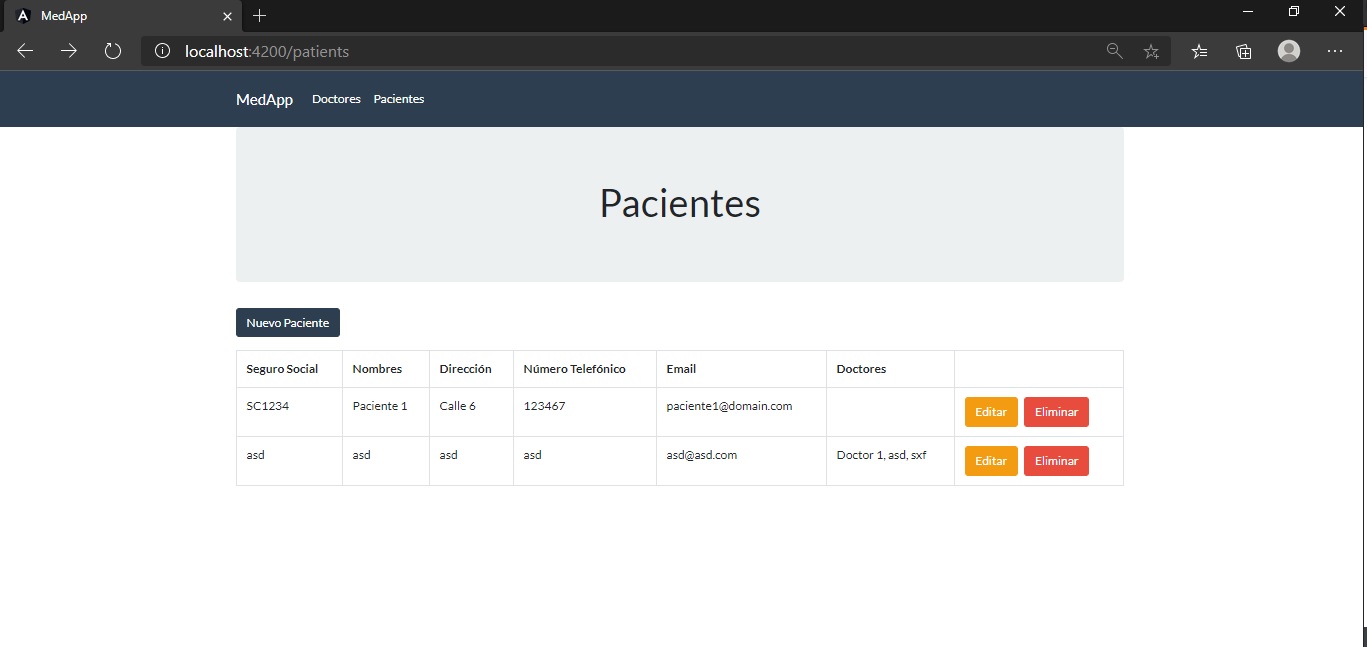 MedApp
localhost:4200/patients
MedApp Doctores Pacientes
Pacientes
Nuevo Paciente
Seguro Social Nombres Dirección Número Telefónico Email Doctores
SC1234 Paciente 1 Calle 6 123467 paciente1@domain.com Editar Eliminar
asd asd asd asd asd@asd.com Doctor 1, asd, sxf Editar Eliminar